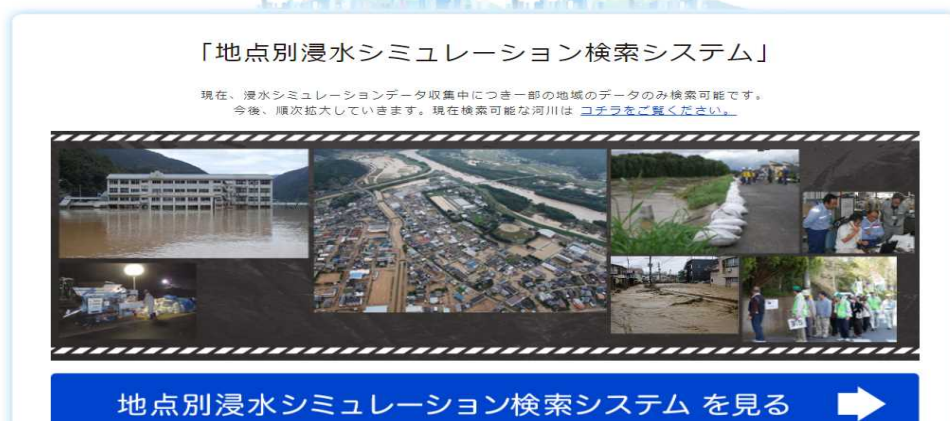 「地点別浸水シミュレーション検索システム」
現在、浸水シミュレーションデータ収集中につき一部の地域のデータのみ検索可能です。
今後、順次拡大していきます。現在検索可能な河川は コチラをご覧ください。
地点別浸水シミュレーション検索システム を見る